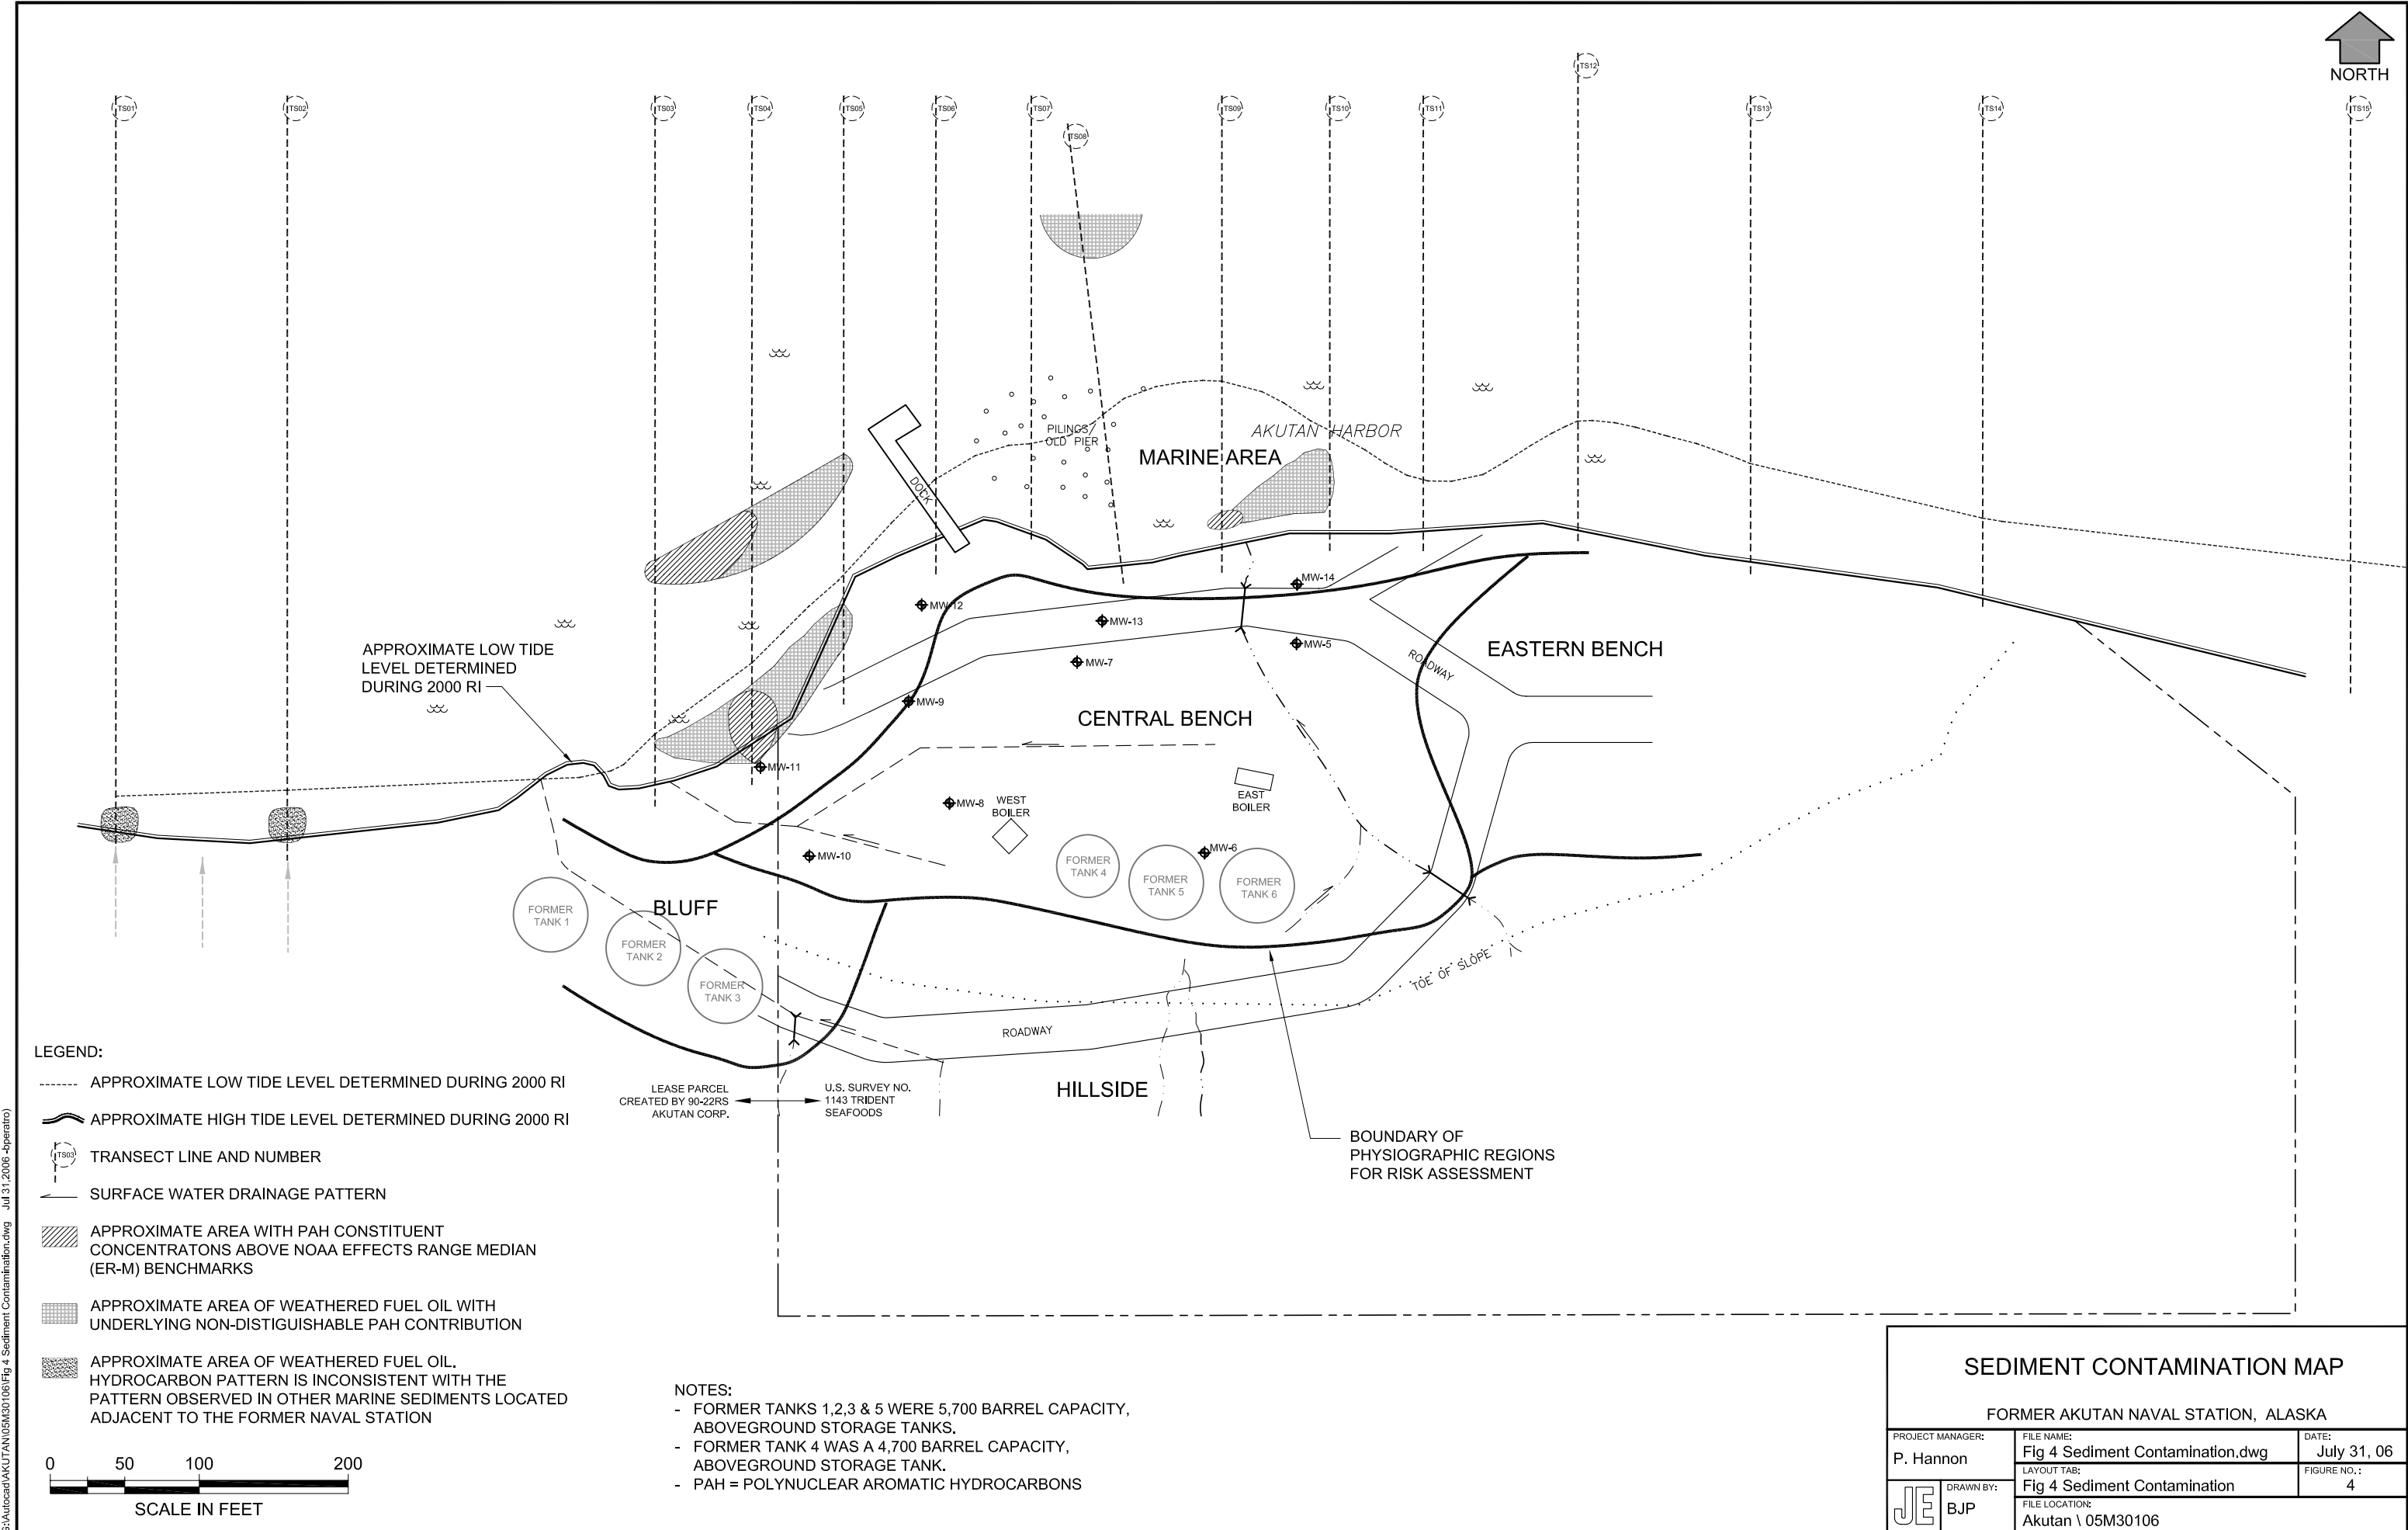 NORTH
TS12
TS01
TS02
TS03
TS04
TS05
TS06
TS07
TS08
TS09
TS10
TS11
TS13
TS14
TS15
PILINGS/
OLD PIER
AKUTAN HARBOR
MARINE AREA
DOCK
MW-14
MW-12
MW-13
MW-5
MW-7
ROADWAY
EASTERN BENCH
APPROXIMATE LOW TIDE
LEVEL DETERMINED
DURING 2000 RI
MW-9
CENTRAL BENCH
MW-11
EAST
BOILER
MW-8
WEST
BOILER
MW-10
MW-6
FORMER
TANK 4
FORMER
TANK 5
FORMER
TANK 6
BLUFF
FORMER
TANK 1
FORMER
TANK 2
FORMER
TANK 3
TOE OF SLOPE
ROADWAY
HILLSIDE
LEASE PARCEL
CREATED BY 90-22RS
AKUTAN CORP.
U.S. SURVEY NO.
1143 TRIDENT
SEAFOODS
BOUNDARY OF
PHYSIOGRAPHIC REGIONS
FOR RISK ASSESSMENT
LEGEND:
APPROXIMATE LOW TIDE LEVEL DETERMINED DURING 2000 RI
APPROXIMATE HIGH TIDE LEVEL DETERMINED DURING 2000 RI
TS03
TRANSECT LINE AND NUMBER
SURFACE WATER DRAINAGE PATTERN
APPROXIMATE AREA WITH PAH CONSTITUENT
CONCENTRATONS ABOVE NOAA EFFECTS RANGE MEDIAN
(ER-M) BENCHMARKS
APPROXIMATE AREA OF WEATHERED FUEL OIL WITH
UNDERLYING NON-DISTIGUISHABLE PAH CONTRIBUTION
APPROXIMATE AREA OF WEATHERED FUEL OIL.
HYDROCARBON PATTERN IS INCONSISTENT WITH THE
PATTERN OBSERVED IN OTHER MARINE SEDIMENTS LOCATED
ADJACENT TO THE FORMER NAVAL STATION
0 50 100 200
SCALE IN FEET
NOTES:
- FORMER TANKS 1,2,3 & 5 WERE 5,700 BARREL CAPACITY,
ABOVEGROUND STORAGE TANKS.
- FORMER TANK 4 WAS A 4,700 BARREL CAPACITY,
ABOVEGROUND STORAGE TANK.
- PAH = POLYNUCLEAR AROMATIC HYDROCARBONS
SEDIMENT CONTAMINATION MAP
FORMER AKUTAN NAVAL STATION, ALASKA
PROJECT MANAGER:
P. Hannon
FILE NAME:
Fig 4 Sediment Contamination.dwg
DATE:
July 31, 06
LAYOUT TAB:
Fig 4 Sediment Contamination
FIGURE NO.:
4
JE
DRAWN BY:
BJP
FILE LOCATION:
Akutan \ 05M30106
G:\Autocad\AKUTAN\05M30106\Fig 4 Sediment Contamination.dwg Jul 31,2006 -bperatro)